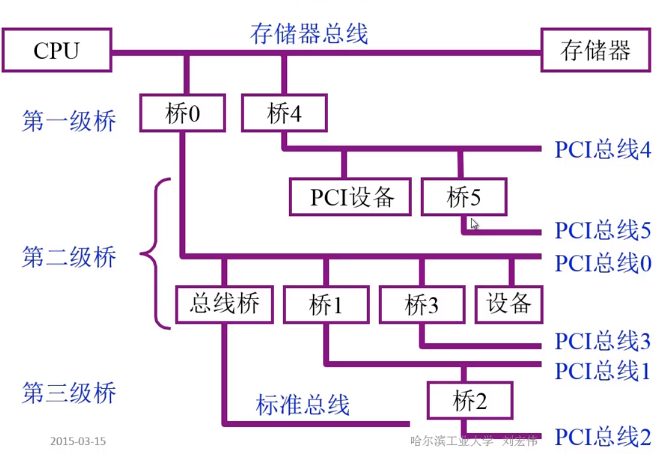 存储器总线
CPU
存储器
第一级桥
桥0
桥4
PCI总线4
PCI设备
桥5
PCI总线5
第二级桥
PCI总线0
总线桥
桥1
桥3
设备
PCI总线3
PCI总线1
第三级桥
标准总线
桥2
PCI总线2
2015-03-15
哈尔滨工业大学 刘宏伟